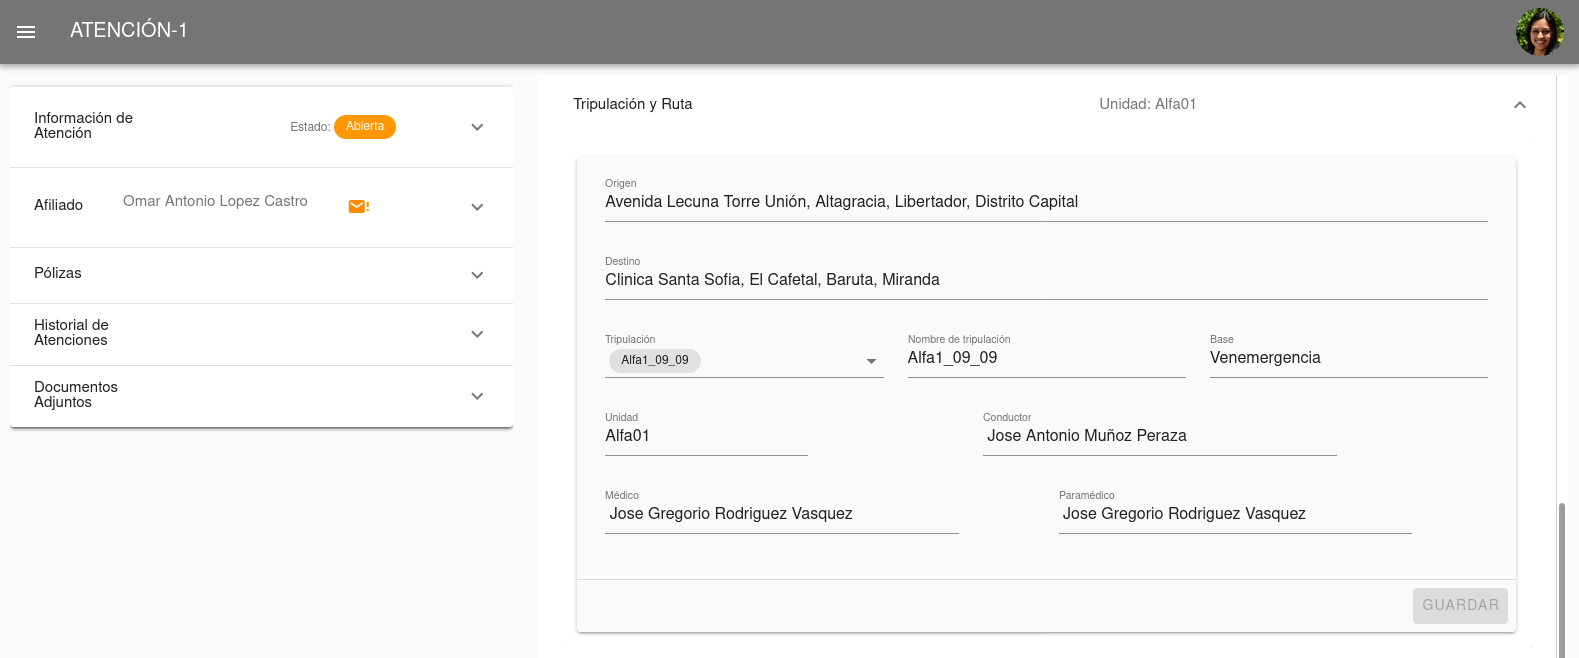 ATENCIÓN-1
Información de
Atención
Estado: Abierta
Afiliado
Omar Antonio Lopez Castro
Pólizas
Historial de
Atenciones
Documentos
Adjuntos
Tripulación y Ruta
Unidad: Alfa01
Origen
Avenida Lecuna Torre Unión, Altagracia, Libertador, Distrito Capital
Destino
Clinica Santa Sofia, El Cafetal, Baruta, Miranda
Tripulación
Alfa1_09_09
Nombre de tripulación
Alfa1_09_09
Base
Venemergencia
Unidad
Alfa01
Conductor
Jose Antonio Muñoz Peraza
Médico
Jose Gregorio Rodriguez Vasquez
Paramédico
Jose Gregorio Rodriguez Vasquez
GUARDAR